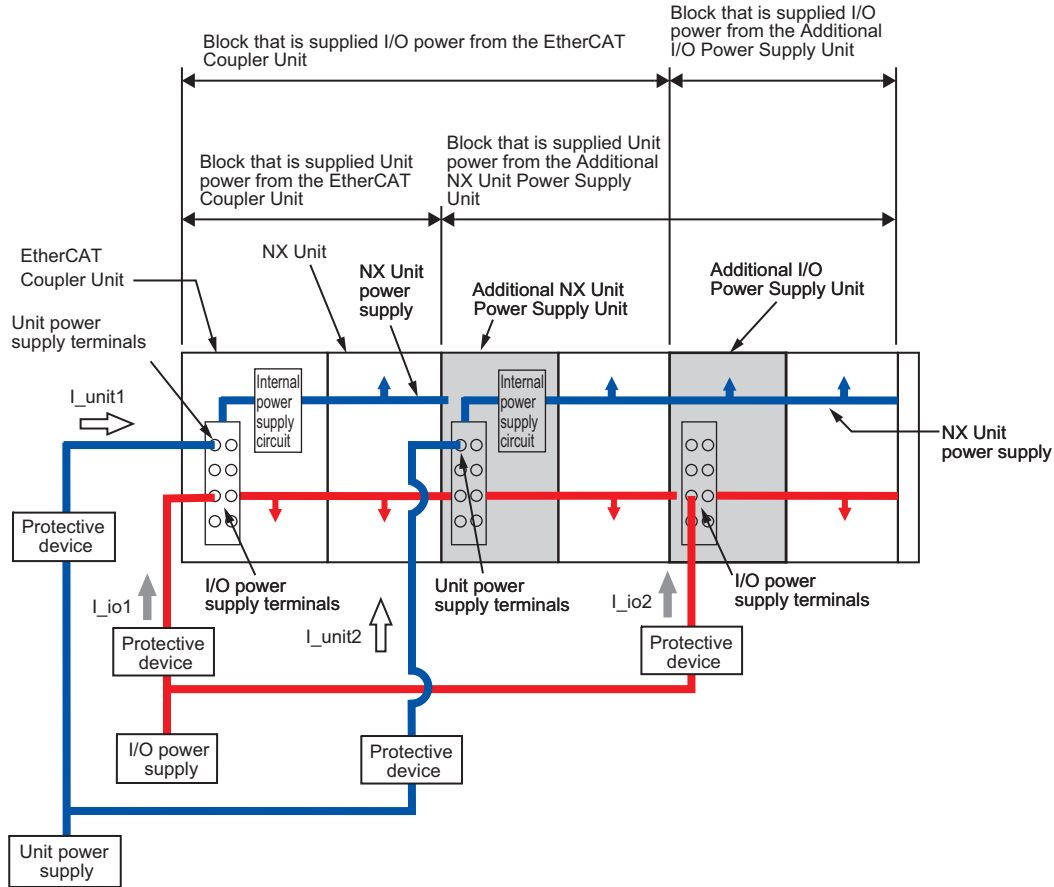 Block that is supplied I/O power from the EtherCAT
Coupler Unit
Block that is supplied I/O
power from the Additional
I/O Power Supply Unit
Block that is supplied Unit
power from the EtherCAT
Coupler Unit
Block that is supplied Unit
power from the Additional
NX Unit Power Supply
Unit
EtherCAT
Coupler Unit
NX Unit
NX Unit
power
supply
Additional NX Unit
Power Supply Unit
Additional I/O
Power Supply Unit
Unit power
supply terminals
I_unit1
Internal
power
supply
circuit
Internal
power
supply
circuit
NX Unit
power supply
Protective
device
I/O power
supply terminals
Unit power
supply terminals
I/O power
supply terminals
I_io1
I_unit2
I_io2
Protective
device
Protective
device
I/O power
supply
Protective
device
Unit power
supply